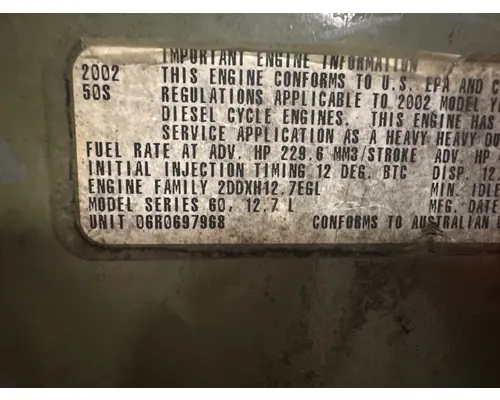 IMPORTANT ENGINE INFORMATION
2002 THIS ENGINE CONFORMS TO U.S. EPA AND C
50S REGULATIONS APPLICABLE TO 2002 MODEL Y
DIESEL CYCLE ENGINES. THIS ENGINE HAS
SERVICE APPLICATION AS A HEAVY HEAVY DU
FUEL RATE AT ADV. HP 229.6 MM3/STROKE ADV. HP
INITIAL INJECTION TIMING 12 DEG. BTC DISP. 12.
ENGINE FAMILY 2DDXH12.7EGL MIN. IDLE
MODEL SERIES 60, 12.7 L MFG. DATE
UNIT 06R0697968 CONFORMS TO AUSTRALIAN